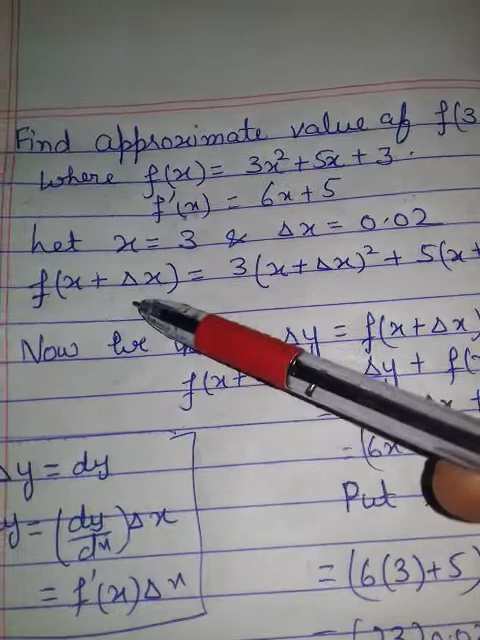 Find approximate value of f(3
where f(x) = 3x² + 5x + 3.
f'(x) = 6x + 5
Let x = 3 & Δx = 0.02
f(x + Δx) = 3(x + Δx)² + 5(x +
Now Δy = f(x + Δx)
f(x + Δy + f(
Δx +
= (6x
Put
Δy = dy
y = (dy/dx)Δx
= f'(x)Δx
= (6(3) + 5)